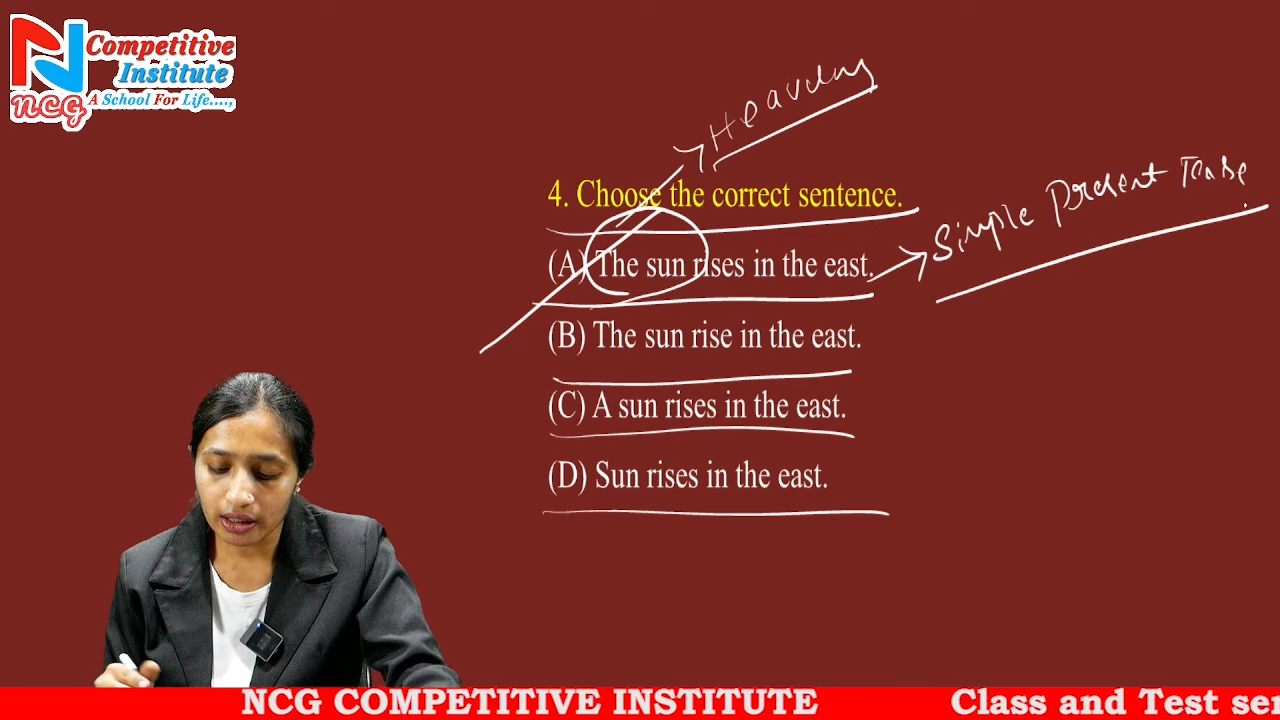 Competitive
Institute
NCG A School For Life....,
4. Choose the correct sentence.
(A) The sun rises in the east.
Simple Present Tense
(B) The sun rise in the east.
(C) A sun rises in the east.
(D) Sun rises in the east.
NCG COMPETITIVE INSTITUTE Class and Test